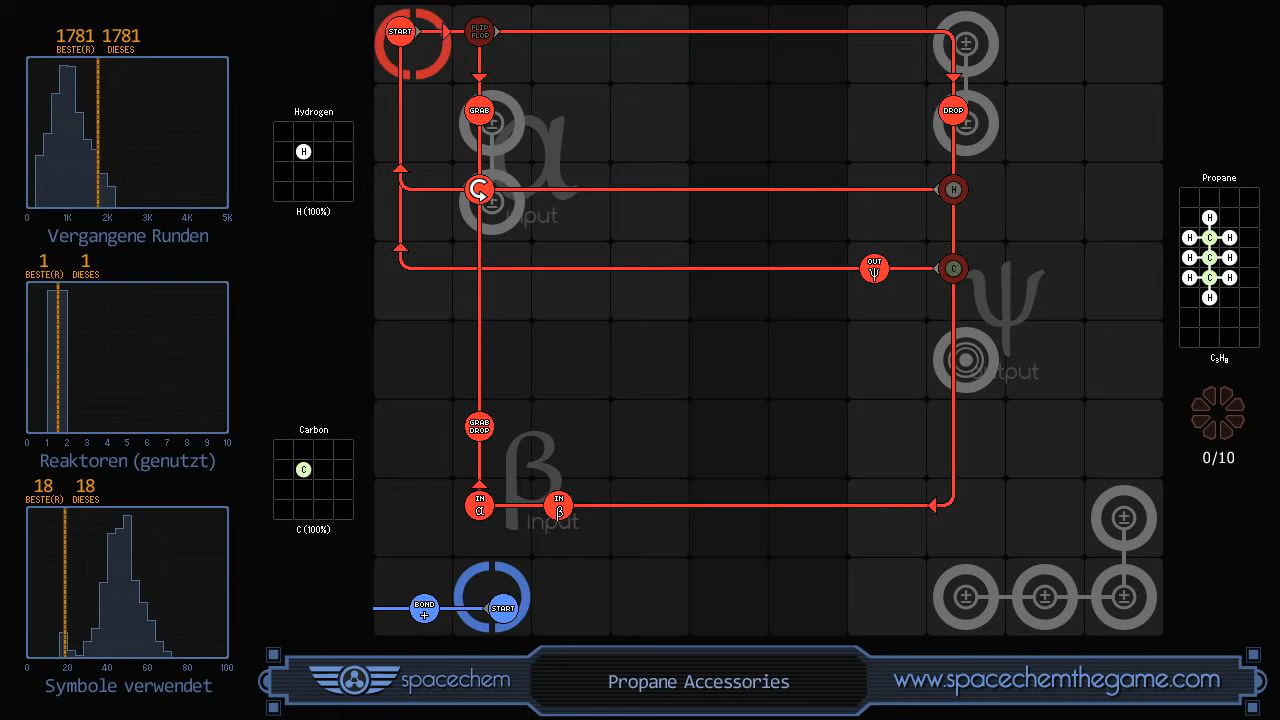 1781 1781
BESTE(R) DIESES
0 1K 2K 3K 4K 5K
Vergangene Runden
1 1
BESTE(R) DIESES
0 1 2 3 4 5 6 7 8 9 10
Reaktoren (genutzt)
18 18
BESTE(R) DIESES
0 20 40 60 80 100
Symbole verwendet
Hydrogen
H
H (100%)
Carbon
C
C (100%)
START
FLIP
FLOP
GRAB
DROP
α
input
H
OUT
ψ
C
ψ
output
GRAB
DROP
β
input
IN
α
IN
β
BOND
+
START
Propane
H
H C H
H C H
H C H
H
C₃H₈
0/10
spacechem
Propane Accessories
www.spacechemthegame.com